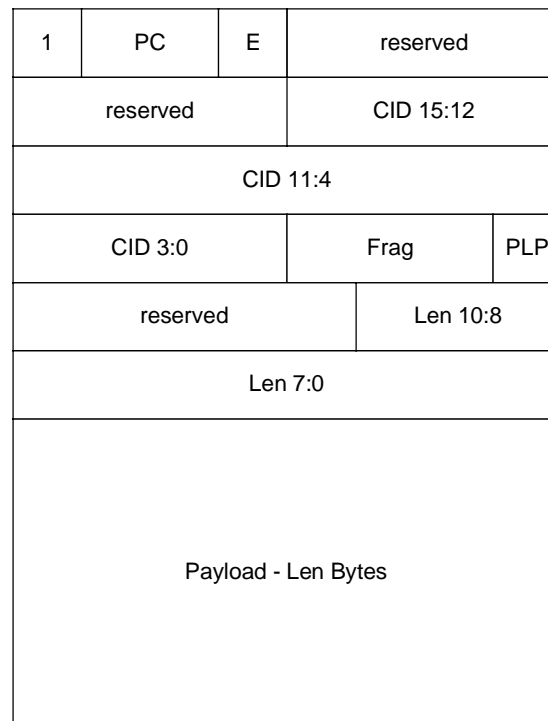 1 PC E reserved
reserved CID 15:12
CID 11:4
CID 3:0 Frag PLP
reserved Len 10:8
Len 7:0
Payload - Len Bytes